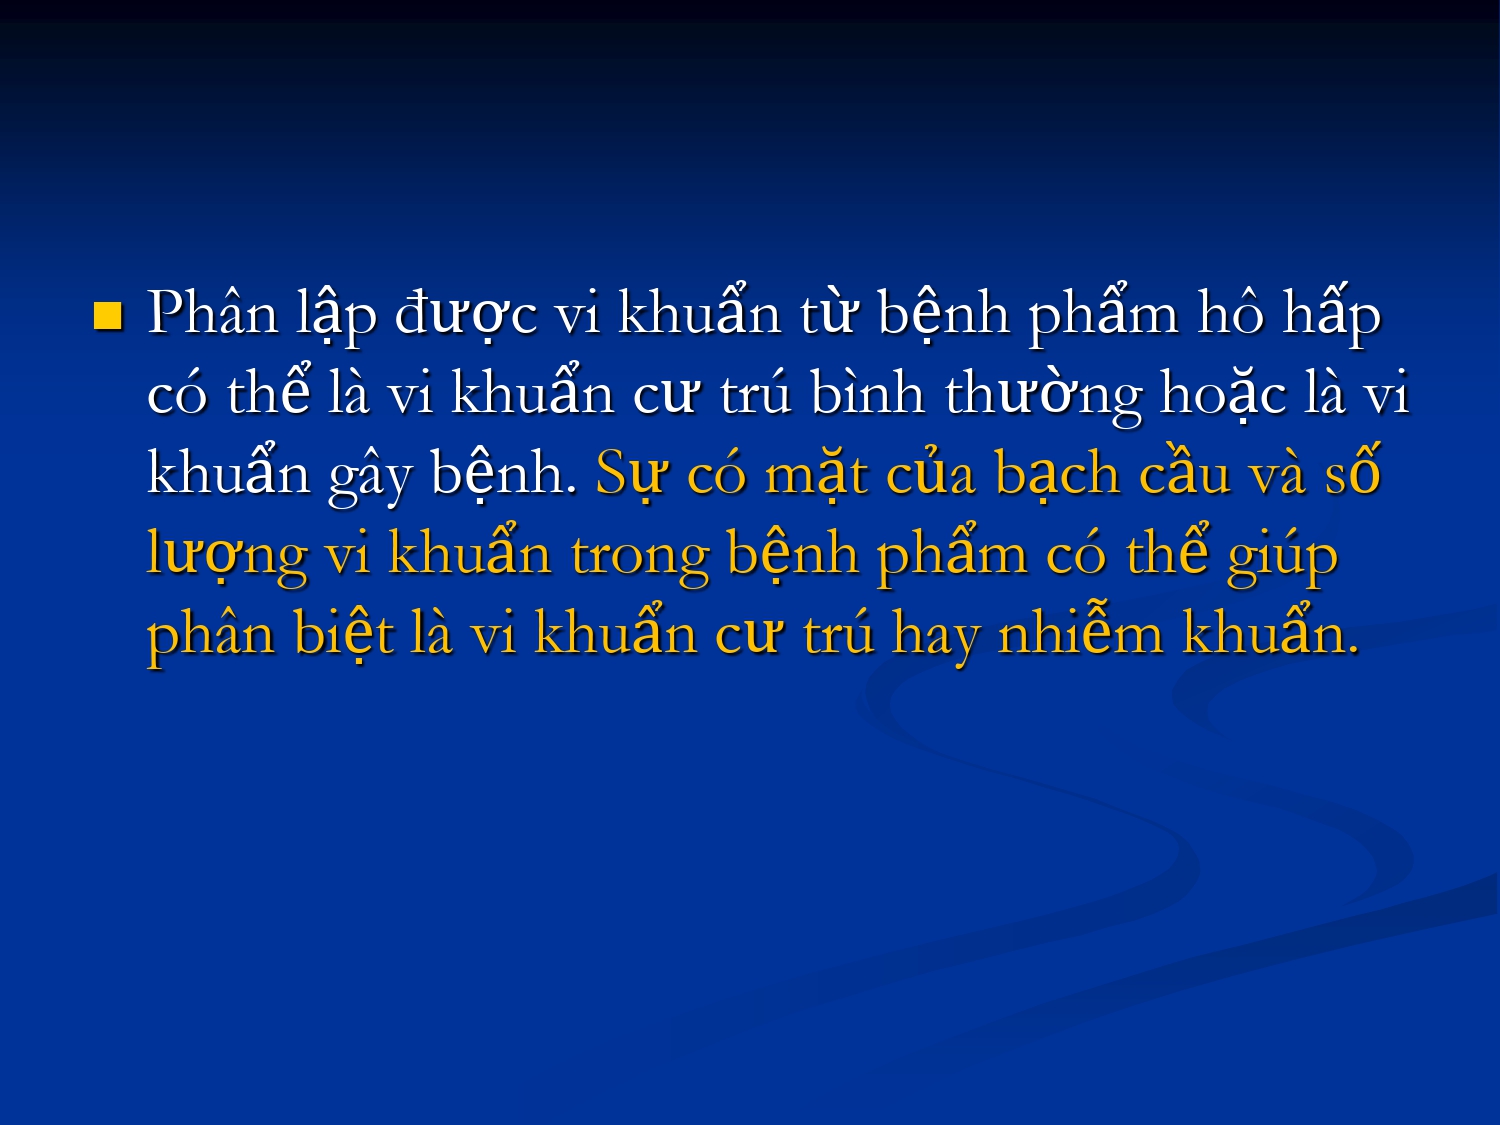 Phân lập được vi khuẩn từ bệnh phẩm hô hấp
có thể là vi khuẩn cư trú bình thường hoặc là vi
khuẩn gây bệnh. Sự có mặt của bạch cầu và số
lượng vi khuẩn trong bệnh phẩm có thể giúp
phân biệt là vi khuẩn cư trú hay nhiễm khuẩn.